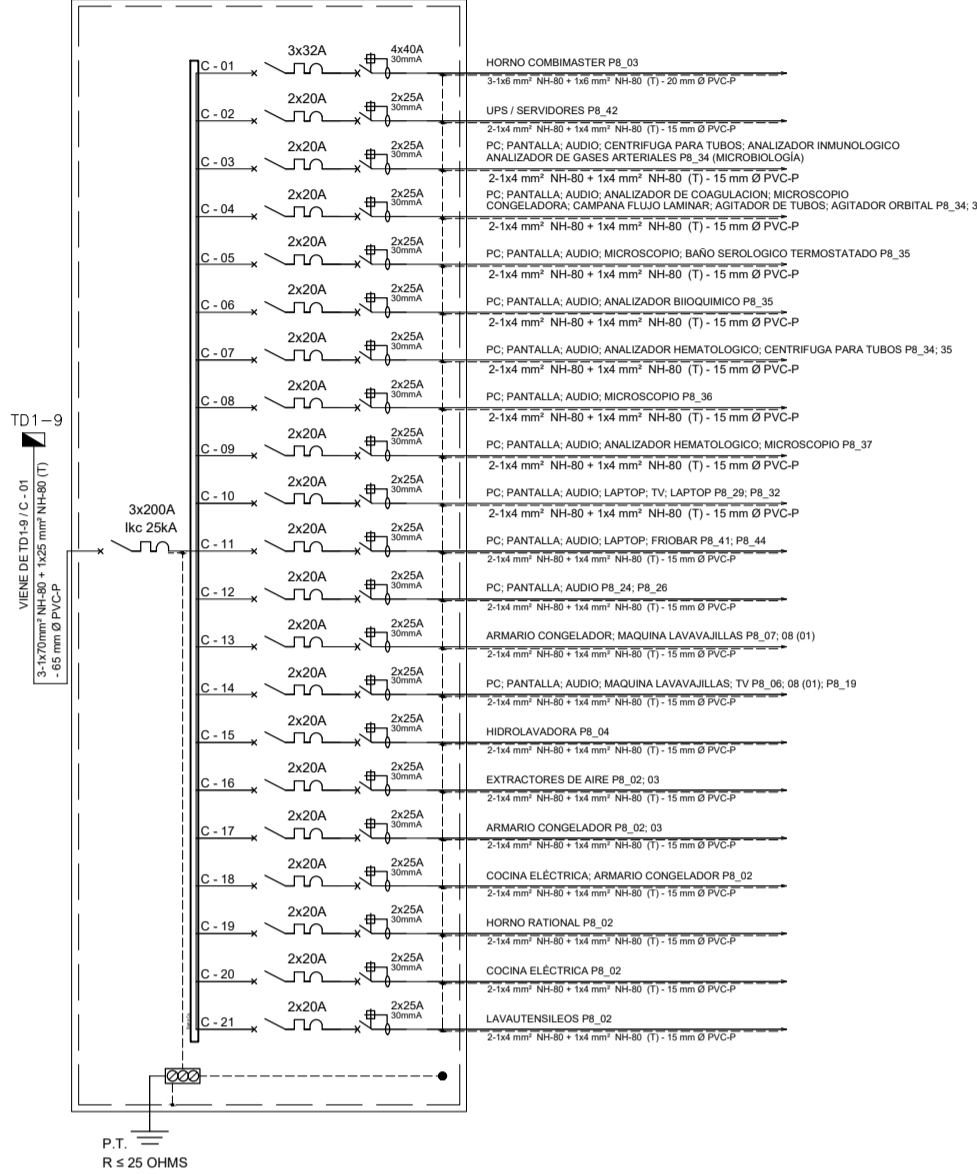 C - 01
3x32A
4x40A
30mmA
HORNO COMBIMASTER P8_03
3-1x6 mm² NH-80 + 1x6 mm² NH-80 (T) - 20 mm Ø PVC-P
C - 02
2x20A
2x25A
30mmA
UPS / SERVIDORES P8_42
2-1x4 mm² NH-80 + 1x4 mm² NH-80 (T) - 15 mm Ø PVC-P
C - 03
2x20A
2x25A
30mmA
PC; PANTALLA; AUDIO; CENTRIFUGA PARA TUBOS; ANALIZADOR INMUNOLOGICO
ANALIZADOR DE GASES ARTERIALES P8_34 (MICROBIOLOGÍA)
2-1x4 mm² NH-80 + 1x4 mm² NH-80 (T) - 15 mm Ø PVC-P
C - 04
2x20A
2x25A
30mmA
PC; PANTALLA; AUDIO; ANALIZADOR DE COAGULACION; MICROSCOPIO
CONGELADORA; CAMPANA FLUJO LAMINAR; AGITADOR DE TUBOS; AGITADOR ORBITAL P8_34; 3
2-1x4 mm² NH-80 + 1x4 mm² NH-80 (T) - 15 mm Ø PVC-P
C - 05
2x20A
2x25A
30mmA
PC; PANTALLA; AUDIO; MICROSCOPIO; BAÑO SEROLOGICO TERMOSTATADO P8_35
2-1x4 mm² NH-80 + 1x4 mm² NH-80 (T) - 15 mm Ø PVC-P
C - 06
2x20A
2x25A
30mmA
PC; PANTALLA; AUDIO; ANALIZADOR BIIOQUIMICO P8_35
2-1x4 mm² NH-80 + 1x4 mm² NH-80 (T) - 15 mm Ø PVC-P
C - 07
2x20A
2x25A
30mmA
PC; PANTALLA; AUDIO; ANALIZADOR HEMATOLOGICO; CENTRIFUGA PARA TUBOS P8_34; 35
2-1x4 mm² NH-80 + 1x4 mm² NH-80 (T) - 15 mm Ø PVC-P
C - 08
2x20A
2x25A
30mmA
PC; PANTALLA; AUDIO; MICROSCOPIO P8_36
2-1x4 mm² NH-80 + 1x4 mm² NH-80 (T) - 15 mm Ø PVC-P
C - 09
2x20A
2x25A
30mmA
PC; PANTALLA; AUDIO; ANALIZADOR HEMATOLOGICO; MICROSCOPIO P8_37
2-1x4 mm² NH-80 + 1x4 mm² NH-80 (T) - 15 mm Ø PVC-P
C - 10
2x20A
2x25A
30mmA
PC; PANTALLA; AUDIO; LAPTOP; TV; LAPTOP P8_29; P8_32
2-1x4 mm² NH-80 + 1x4 mm² NH-80 (T) - 15 mm Ø PVC-P
TD1-9
VIENE DE TD1-9 / C - 01
3-1x70mm² NH-80 + 1x25 mm² NH-80 (T)
- 65 mm Ø PVC-P
3x200A
Ikc 25kA
C - 11
2x20A
2x25A
30mmA
PC; PANTALLA; AUDIO; LAPTOP; FRIOBAR P8_41; P8_44
2-1x4 mm² NH-80 + 1x4 mm² NH-80 (T) - 15 mm Ø PVC-P
C - 12
2x20A
2x25A
30mmA
PC; PANTALLA; AUDIO P8_24; P8_26
2-1x4 mm² NH-80 + 1x4 mm² NH-80 (T) - 15 mm Ø PVC-P
C - 13
2x20A
2x25A
30mmA
ARMARIO CONGELADOR; MAQUINA LAVAVAJILLAS P8_07; 08 (01)
2-1x4 mm² NH-80 + 1x4 mm² NH-80 (T) - 15 mm Ø PVC-P
C - 14
2x20A
2x25A
30mmA
PC; PANTALLA; AUDIO; MAQUINA LAVAVAJILLAS; TV P8_06; 08 (01); P8_19
2-1x4 mm² NH-80 + 1x4 mm² NH-80 (T) - 15 mm Ø PVC-P
C - 15
2x20A
2x25A
30mmA
HIDROLAVADORA P8_04
2-1x4 mm² NH-80 + 1x4 mm² NH-80 (T) - 15 mm Ø PVC-P
C - 16
2x20A
2x25A
30mmA
EXTRACTORES DE AIRE P8_02; 03
2-1x4 mm² NH-80 + 1x4 mm² NH-80 (T) - 15 mm Ø PVC-P
C - 17
2x20A
2x25A
30mmA
ARMARIO CONGELADOR P8_02; 03
2-1x4 mm² NH-80 + 1x4 mm² NH-80 (T) - 15 mm Ø PVC-P
C - 18
2x20A
2x25A
30mmA
COCINA ELÉCTRICA; ARMARIO CONGELADOR P8_02
2-1x4 mm² NH-80 + 1x4 mm² NH-80 (T) - 15 mm Ø PVC-P
C - 19
2x20A
2x25A
30mmA
HORNO RATIONAL P8_02
2-1x4 mm² NH-80 + 1x4 mm² NH-80 (T) - 15 mm Ø PVC-P
C - 20
2x20A
2x25A
30mmA
COCINA ELÉCTRICA P8_02
2-1x4 mm² NH-80 + 1x4 mm² NH-80 (T) - 15 mm Ø PVC-P
C - 21
2x20A
2x25A
30mmA
LAVAUTENSILEOS P8_02
2-1x4 mm² NH-80 + 1x4 mm² NH-80 (T) - 15 mm Ø PVC-P
P.T.
R ≤ 25 OHMS